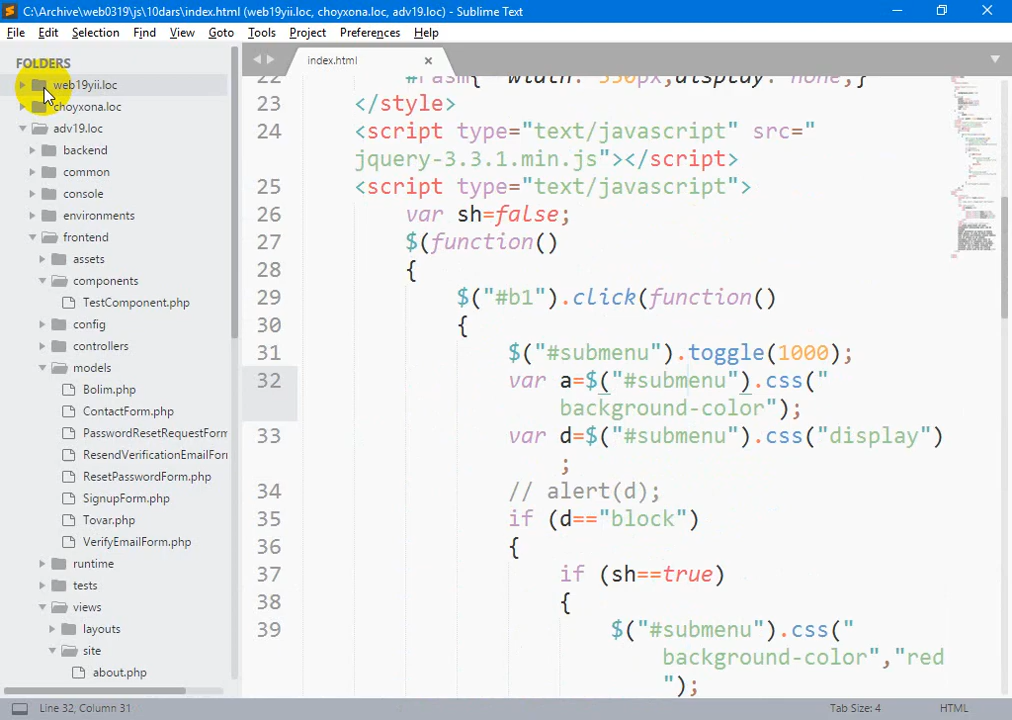 C:\Archive\web0319\js\10dars\index.html (web19yii.loc, choyxona.loc, adv19.loc) - Sublime Text
File Edit Selection Find View Goto Tools Project Preferences Help
FOLDERS
web19yii.loc
choyxona.loc
adv19.loc
backend
common
console
environments
frontend
assets
components
TestComponent.php
config
controllers
models
Bolim.php
ContactForm.php
PasswordResetRequestForm
ResendVerificationEmailForm
ResetPasswordForm.php
SignupForm.php
Tovar.php
VerifyEmailForm.php
runtime
tests
views
layouts
site
about.php
index.html
22 #rasm{ width: 550px;display: none;}
23 </style>
24 <script type="text/javascript" src="
jquery-3.3.1.min.js"></script>
25 <script type="text/javascript">
26 var sh=false;
27 $(function()
28 {
29 $("#b1").click(function()
30 {
31 $("#submenu").toggle(1000);
32 var a=$("#submenu").css("
background-color");
33 var d=$("#submenu").css("display")
;
34 // alert(d);
35 if (d=="block")
36 {
37 if (sh==true)
38 {
39 $("#submenu").css("
background-color","red
");
Line 32, Column 31
Tab Size: 4
HTML